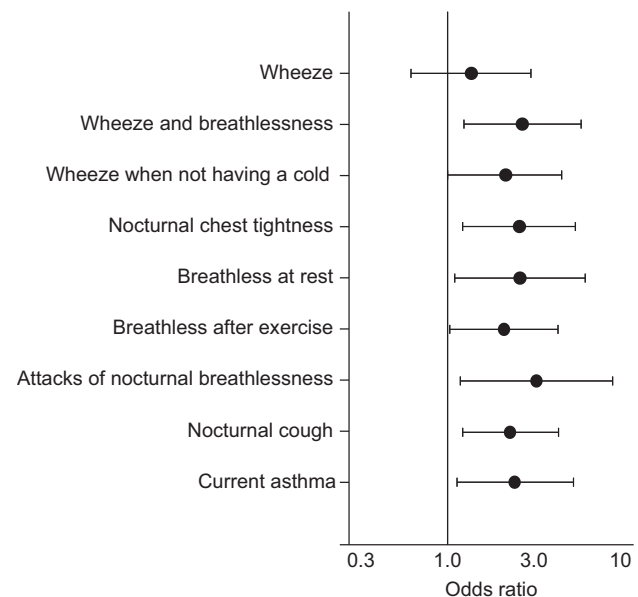 Wheeze
Wheeze and breathlessness
Wheeze when not having a cold
Nocturnal chest tightness
Breathless at rest
Breathless after exercise
Attacks of nocturnal breathlessness
Nocturnal cough
Current asthma
0.3 1.0 3.0 10
Odds ratio